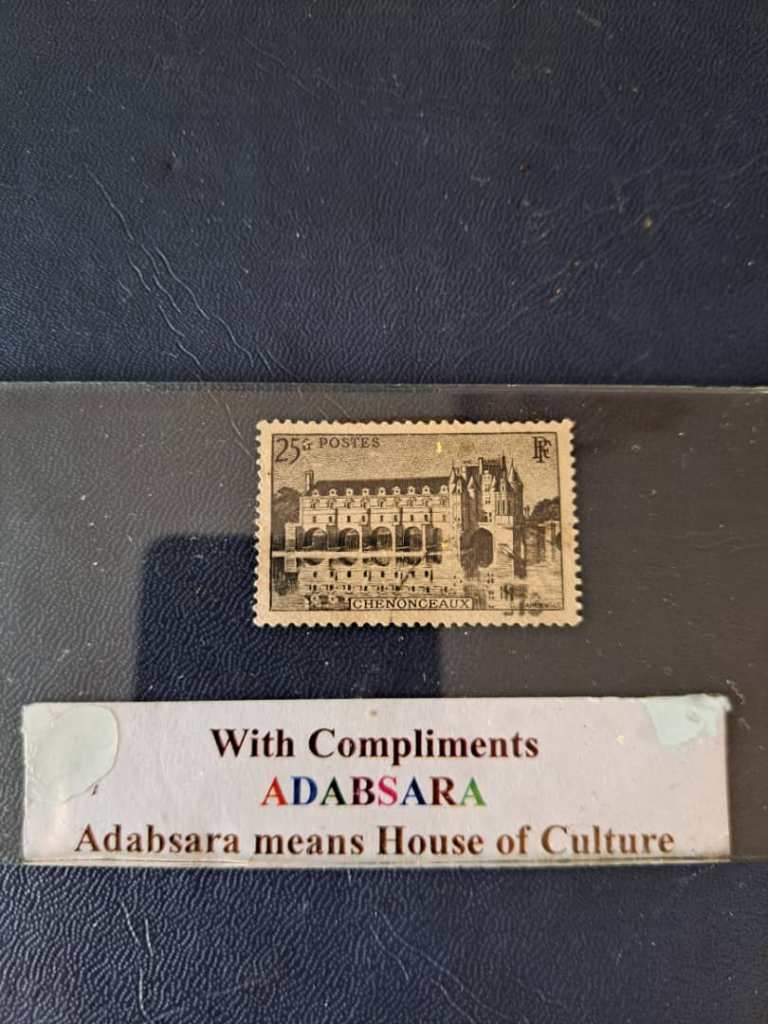 25F POSTES RF
CHENONCEAUX
With Compliments
ADABSARA
Adabsara means House of Culture